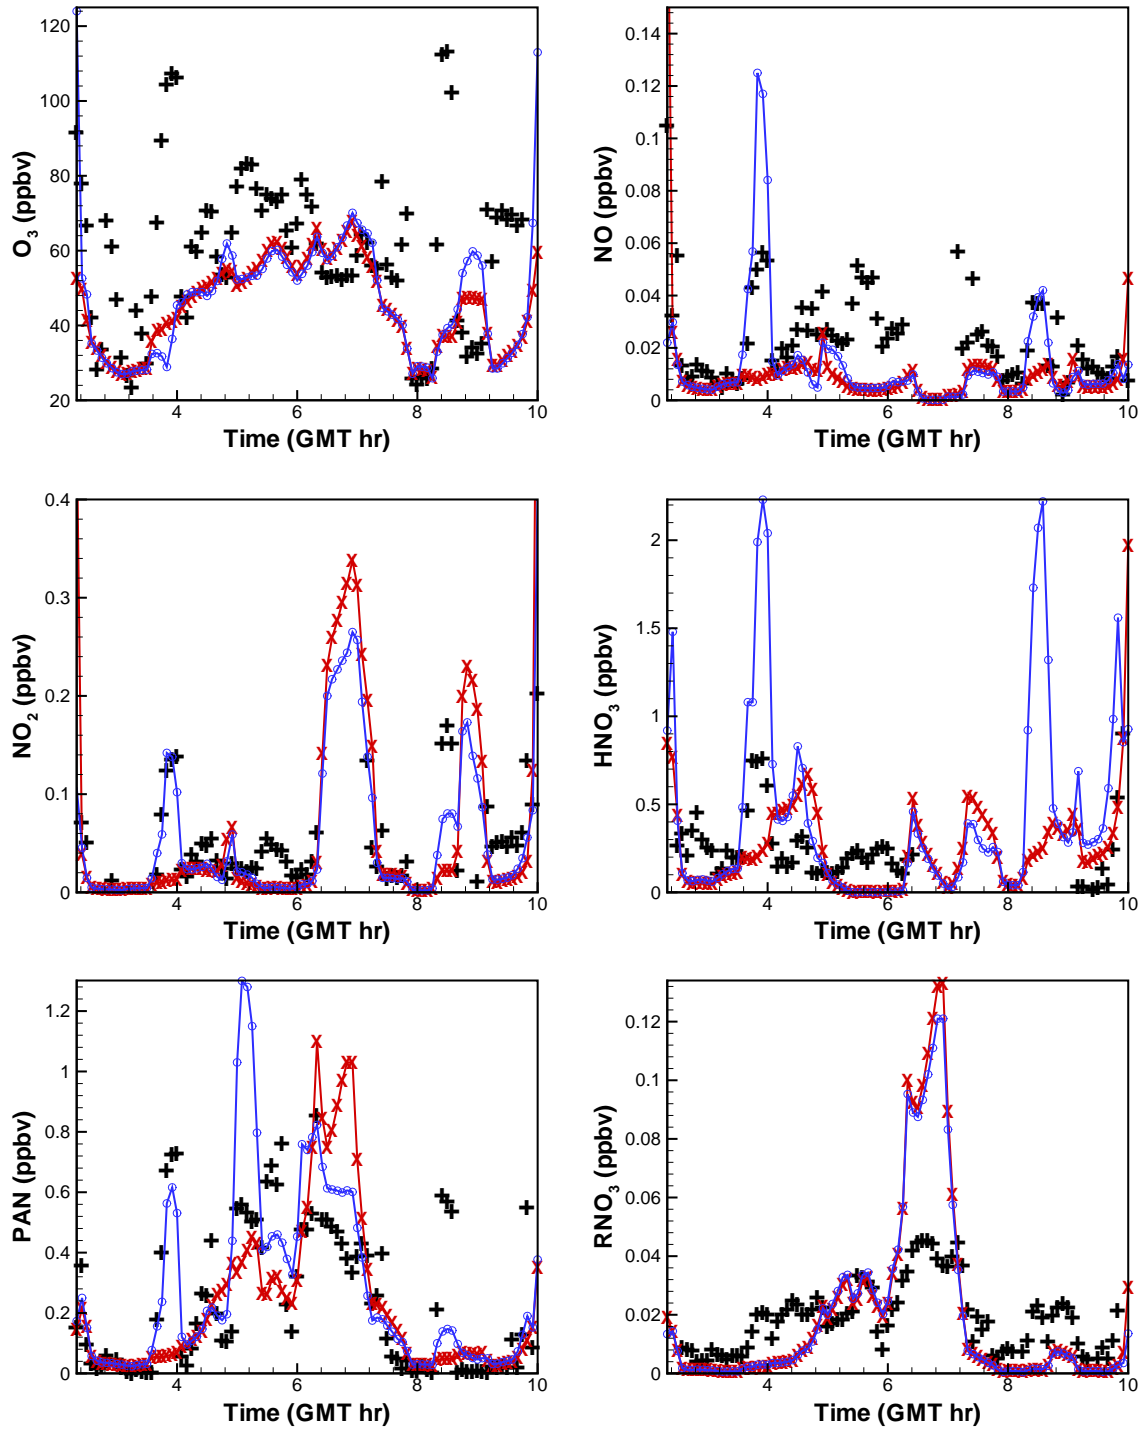 120
100
80
60
40
20
O3 (ppbv)
4 6 8 10
Time (GMT hr)
0.14
0.12
0.1
0.08
0.06
0.04
0.02
0
NO (ppbv)
4 6 8 10
Time (GMT hr)
0.4
0.3
0.2
0.1
0
NO2 (ppbv)
4 6 8 10
Time (GMT hr)
2
1.5
1
0.5
0
HNO3 (ppbv)
4 6 8 10
Time (GMT hr)
1.2
1
0.8
0.6
0.4
0.2
0
PAN (ppbv)
4 6 8 10
Time (GMT hr)
0.12
0.1
0.08
0.06
0.04
0.02
0
RNO3 (ppbv)
4 6 8 10
Time (GMT hr)